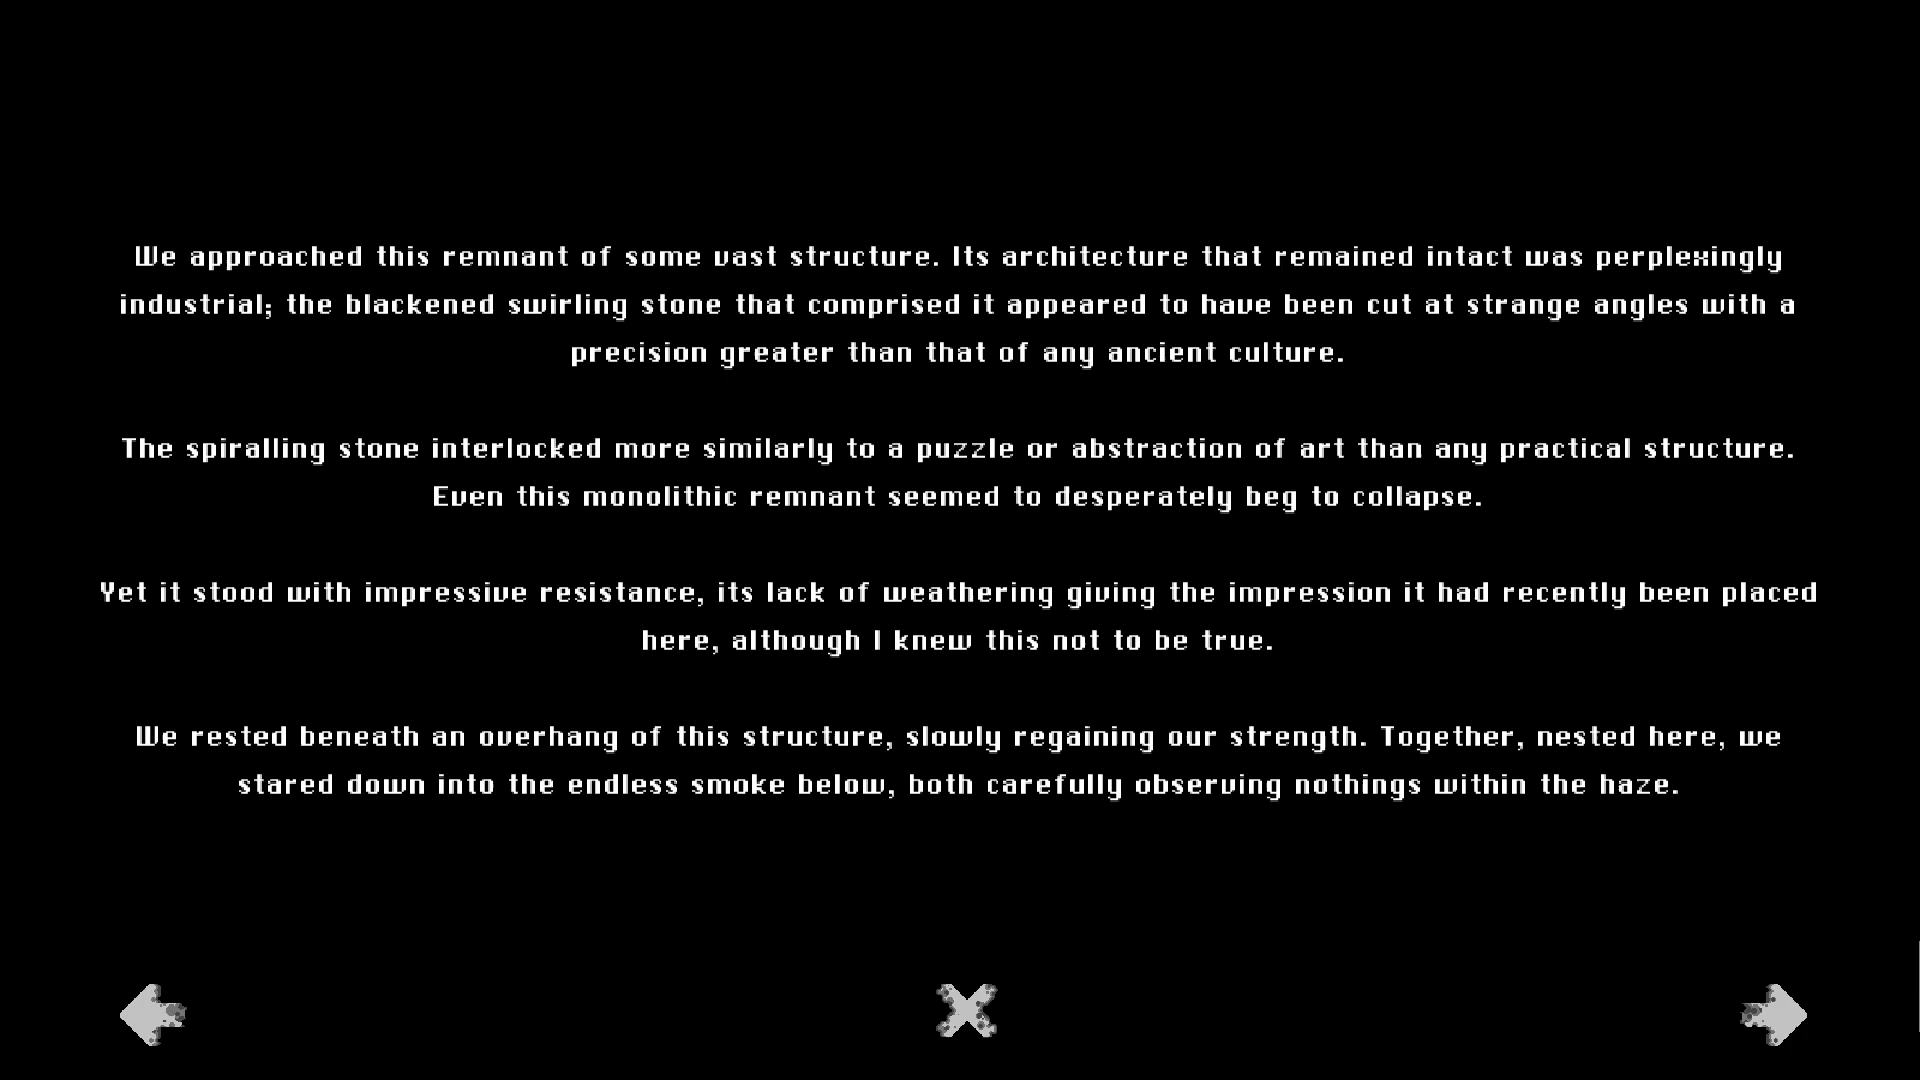 We approached this remnant of some vast structure. Its architecture that remained intact was perplexingly
industrial; the blackened swirling stone that comprised it appeared to have been cut at strange angles with a
precision greater than that of any ancient culture.
The spiralling stone interlocked more similarly to a puzzle or abstraction of art than any practical structure.
Even this monolithic remnant seemed to desperately beg to collapse.
Yet it stood with impressive resistance, its lack of weathering giving the impression it had recently been placed
here, although I knew this not to be true.
We rested beneath an overhang of this structure, slowly regaining our strength. Together, nested here, we
stared down into the endless smoke below, both carefully observing nothings within the haze.